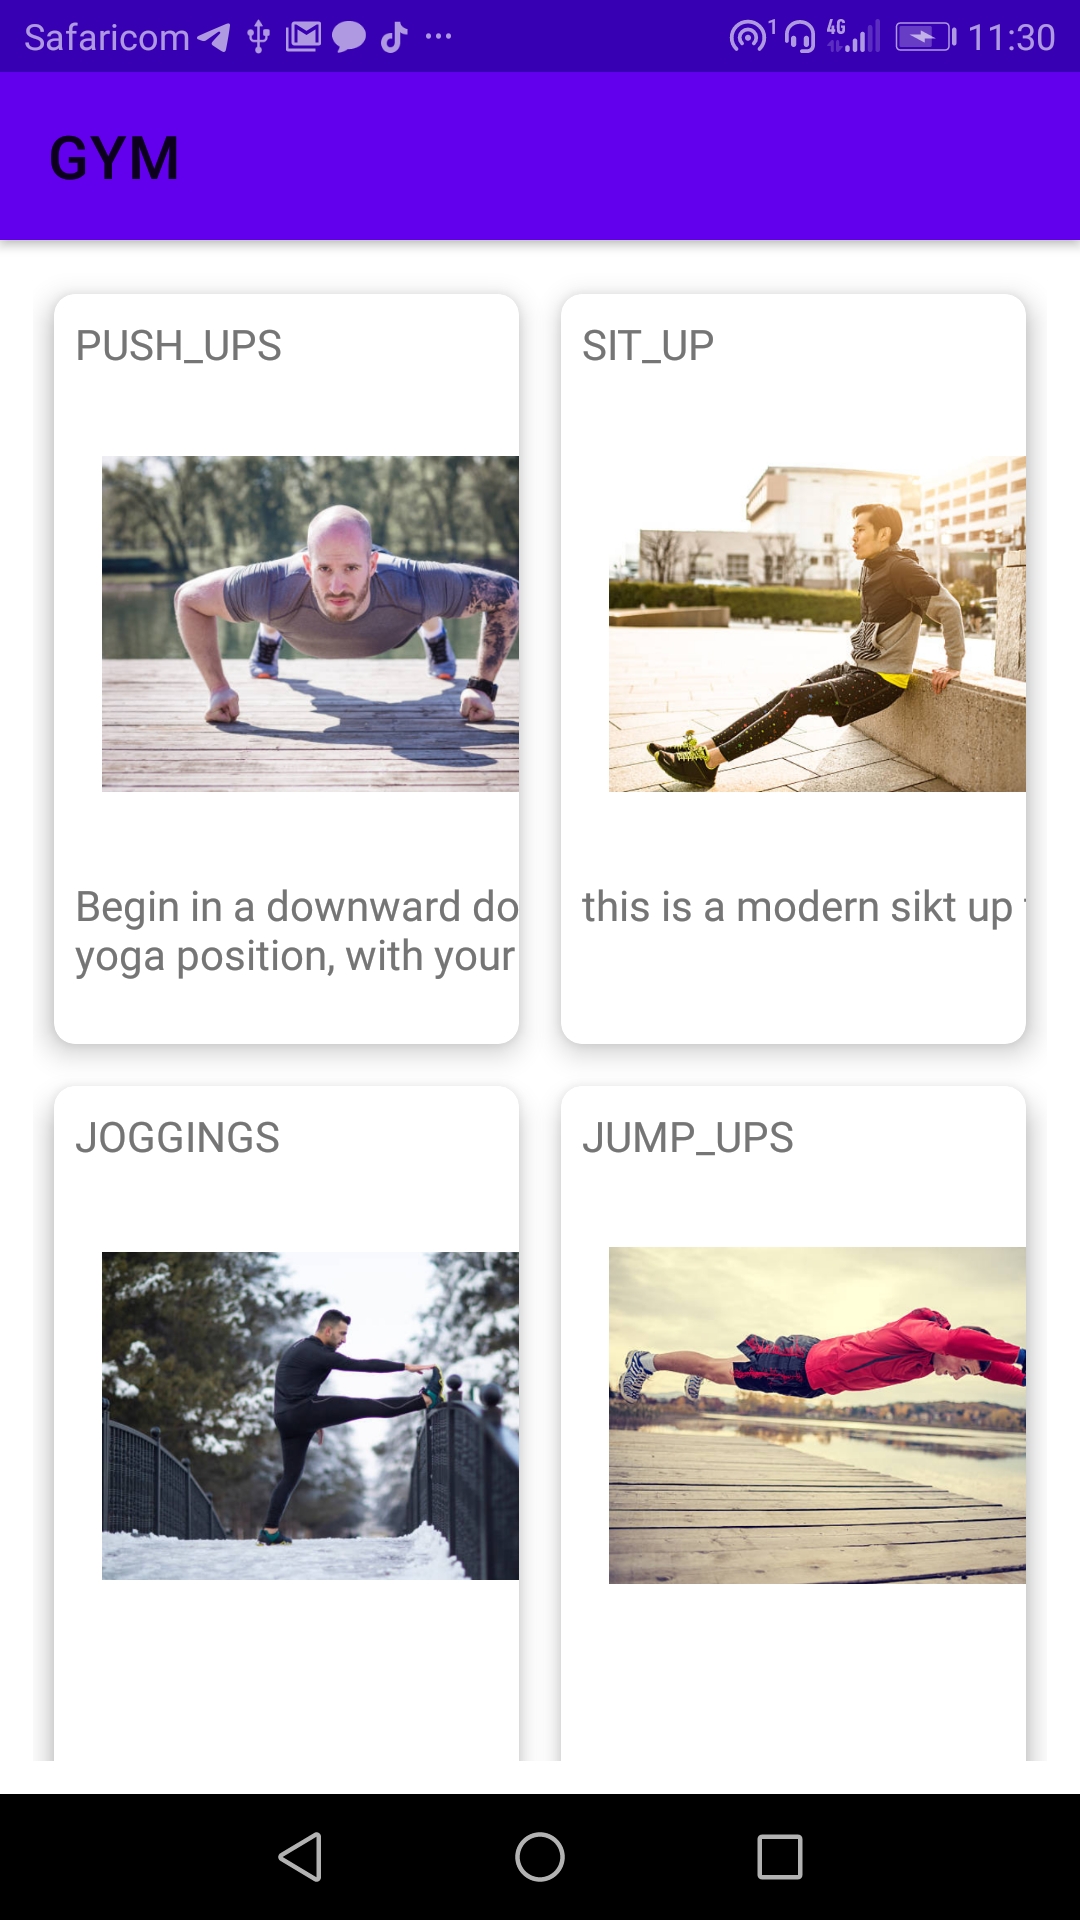 Safaricom 1 4G 11:30
GYM
PUSH_UPS
Begin in a downward do
yoga position, with your
SIT_UP
this is a modern sikt up
JOGGINGS
JUMP_UPS